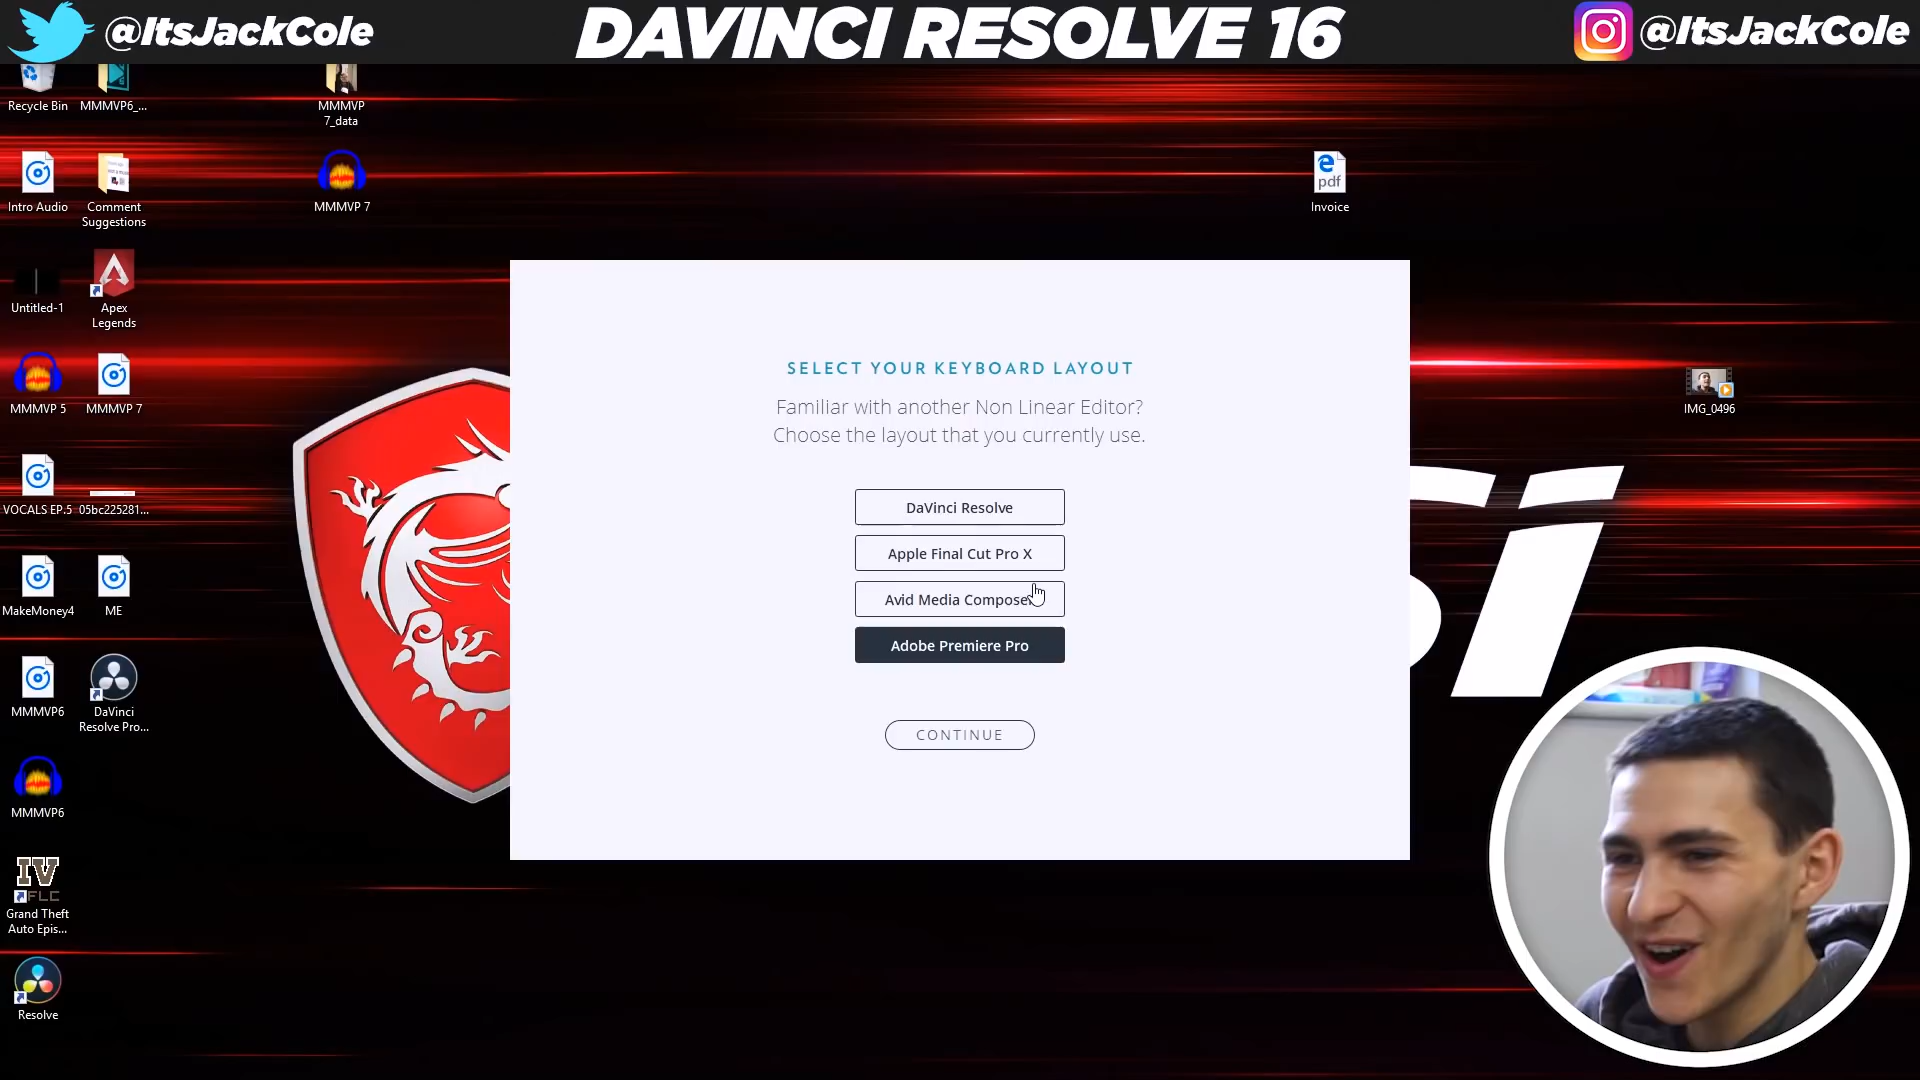 @ItsJackCole
DAVINCI RESOLVE 16
@ItsJackCole
Recycle Bin
MMMVP6_...
MMMVP
7_data
Intro Audio
Comment
Suggestions
MMMVP 7
pdf
Invoice
Untitled-1
Apex
Legends
SELECT YOUR KEYBOARD LAYOUT
Familiar with another Non Linear Editor?
Choose the layout that you currently use.
MMMVP 5
MMMVP 7
IMG_0496
VOCALS EP.5
05bc225281...
DaVinci Resolve
Apple Final Cut Pro X
Avid Media Composer
Adobe Premiere Pro
CONTINUE
MakeMoney4
ME
MMMVP6
DaVinci
Resolve Pro...
MMMVP6
IV
EFLC
Grand Theft
Auto Epis...
Resolve